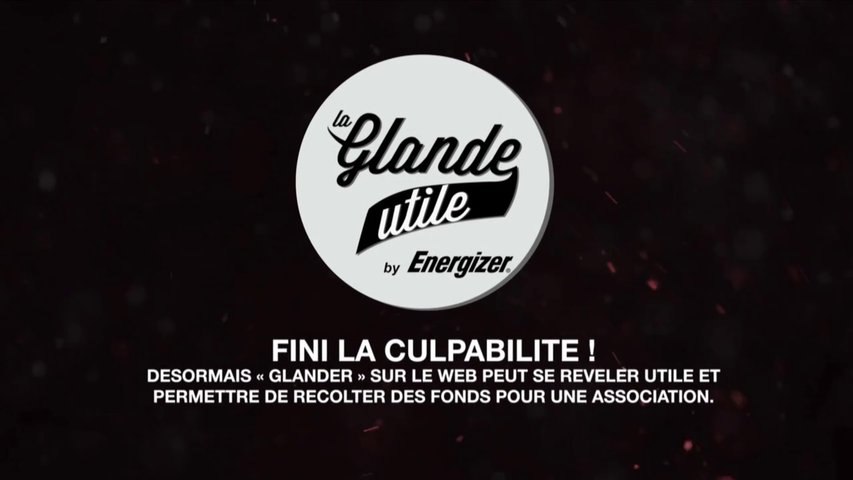 la
Glande
utile
by Energizer®
FINI LA CULPABILITE !
DESORMAIS « GLANDER » SUR LE WEB PEUT SE REVELER UTILE ET
PERMETTRE DE RECOLTER DES FONDS POUR UNE ASSOCIATION.